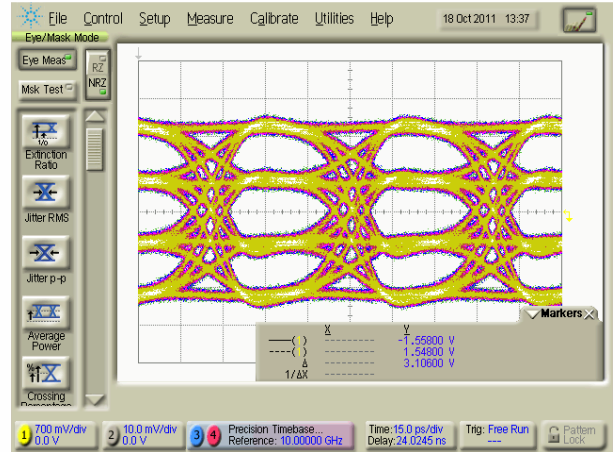 File Control Setup Measure Calibrate Utilities Help 18 Oct 2011 13:37
Eye/Mask Mode
Eye Meas
RZ
NRZ
Msk Test
1/0
Extinction
Ratio
Jitter RMS
Jitter p-p
Average
Power
%
Crossing
Percentage
Markers
X Y
----( ) --------- -1.55800 V
----( ) --------- 1.54800 V
Δ --------- 3.10600 V
1/ΔX ---------
1 700 mV/div
0.0 V
2 10.0 mV/div
0.0 V
3 4 Precision Timebase...
Reference: 10.00000 GHz
Time:15.0 ps/div
Delay:24.0245 ns
Trig: Free Run
---
Pattern
Lock